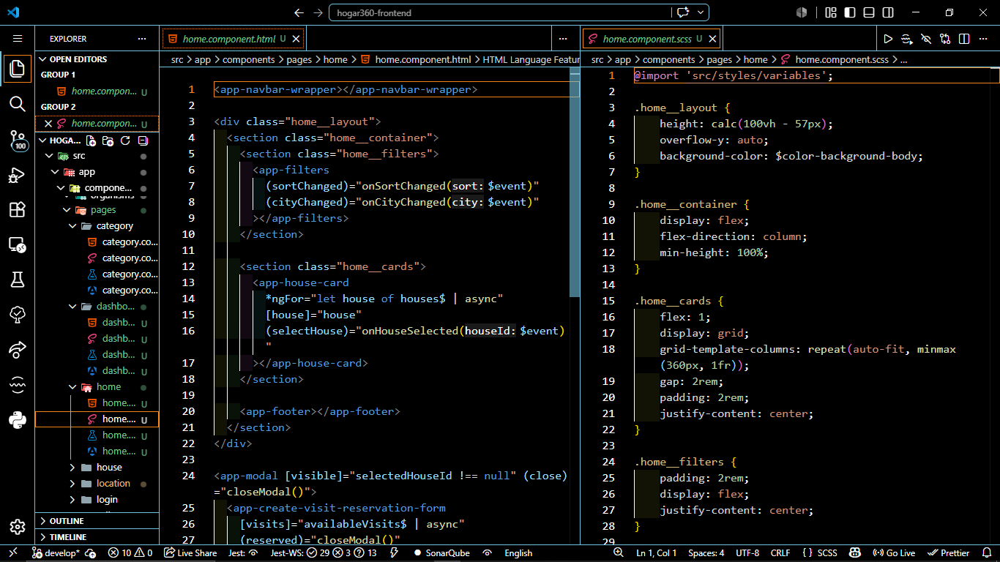 hogar360-frontend
EXPLORER
OPEN EDITORS
GROUP 1
home.compon... U
GROUP 2
home.compon... U
HOGA...
src
app
compone...
organisms
pages
category
category.co...
category.co...
category.co...
category.co...
dashbo...
dashb... U
dashb... U
dashb... U
dashb... U
home
home.... U
home.... U
home.... U
home.... U
house
location
login
OUTLINE
TIMELINE
home.component.html U
src > app > components > pages > home > home.component.html > HTML Language Featur
1 <app-navbar-wrapper></app-navbar-wrapper>
2
3 <div class="home__layout">
4 <section class="home__container">
5 <section class="home__filters">
6 <app-filters
7 (sortChanged)="onSortChanged(sort: $event)"
8 (cityChanged)="onCityChanged(city: $event)"
9 ></app-filters>
10 </section>
11
12 <section class="home__cards">
13 <app-house-card
14 *ngFor="let house of houses$ | async"
15 [house]="house"
16 (selectHouse)="onHouseSelected(houseId: $event)
"
17 ></app-house-card>
18 </section>
19
20 <app-footer></app-footer>
21 </section>
22 </div>
23
24 <app-modal [visible]="selectedHouseId !== null" (close)
="closeModal()">
25 <app-create-visit-reservation-form
26 [visits]="availableVisits$ | async"
27 (reserved)="closeModal()"
home.component.scss U
src > app > components > pages > home > home.component.scss > ...
1 @import 'src/styles/variables';
2
3 .home__layout {
4 height: calc(100vh - 57px);
5 overflow-y: auto;
6 background-color: $color-background-body;
7 }
8
9 .home__container {
10 display: flex;
11 flex-direction: column;
12 min-height: 100%;
13 }
14
15 .home__cards {
16 flex: 1;
17 display: grid;
18 grid-template-columns: repeat(auto-fit, minmax
(360px, 1fr));
19 gap: 2rem;
20 padding: 2rem;
21 justify-content: center;
22 }
23
24 .home__filters {
25 padding: 2rem;
26 display: flex;
27 justify-content: center;
28 }
29
100
develop* 10 0 Live Share Jest: Jest-WS: 29 3 13 SonarQube English Ln 1, Col 1 Spaces: 4 UTF-8 CRLF { } SCSS Go Live Prettier